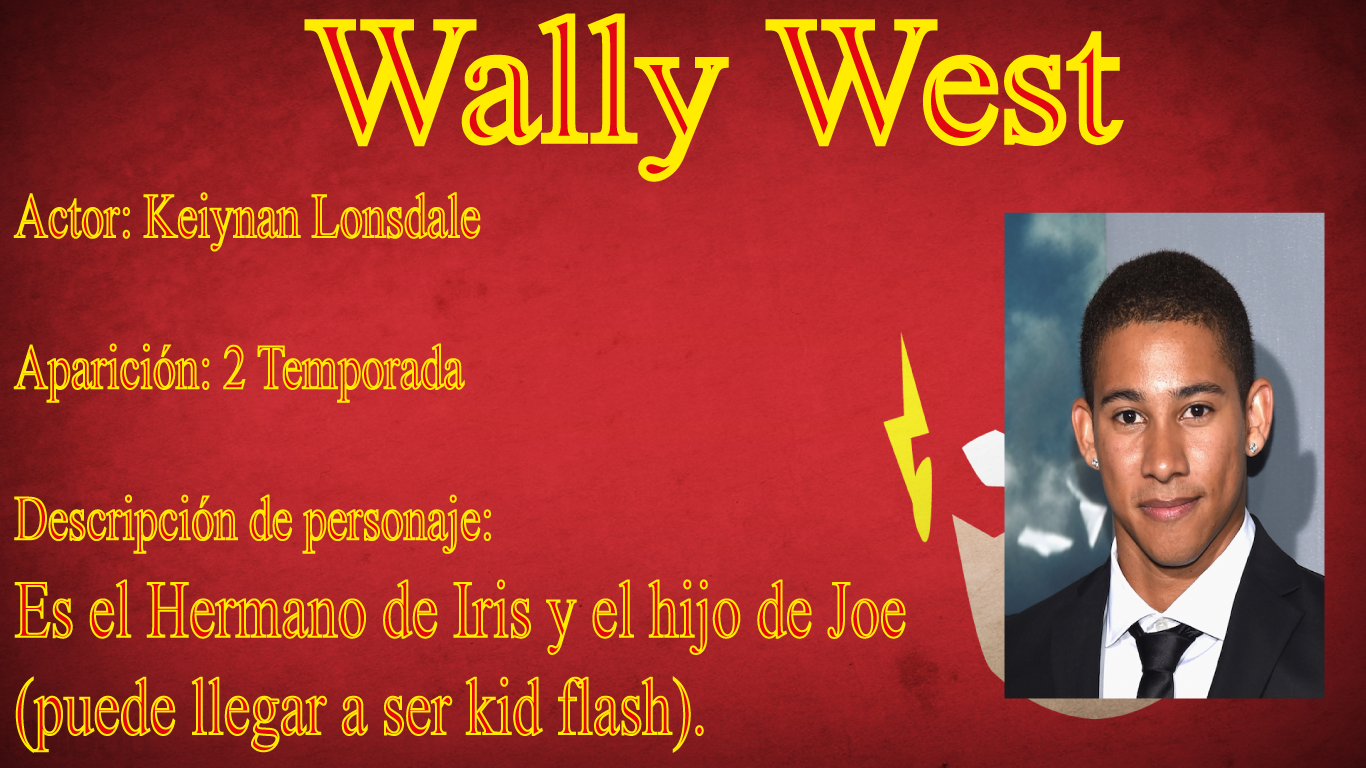 Wally West
Actor: Keiynan Lonsdale
Aparición: 2 Temporada
Descripción de personaje:
Es el Hermano de Iris y el hijo de Joe
(puede llegar a ser kid flash).